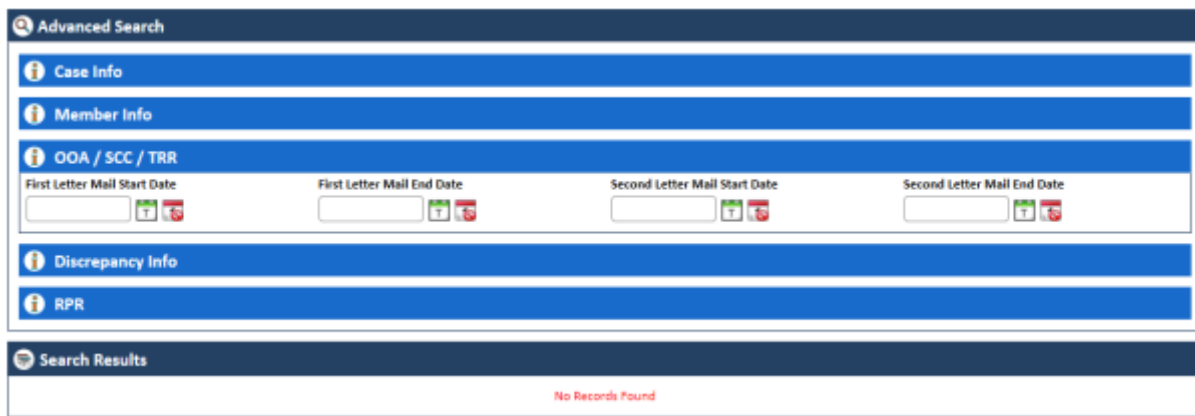 Advanced Search
Case Info
Member Info
OOA / SCC / TRR
First Letter Mail Start Date First Letter Mail End Date Second Letter Mail Start Date Second Letter Mail End Date
T T T T
Discrepancy Info
RPR
Search Results
No Records Found